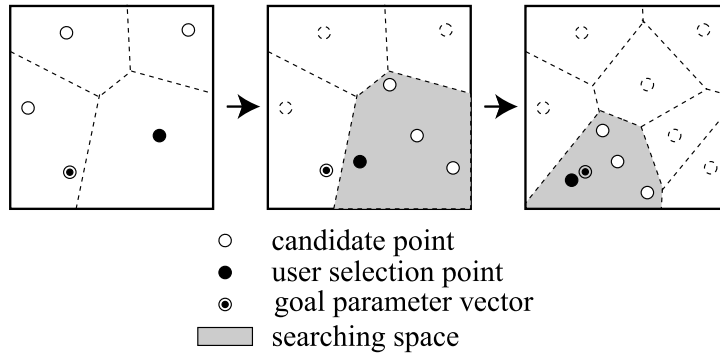 candidate point
user selection point
goal parameter vector
searching space